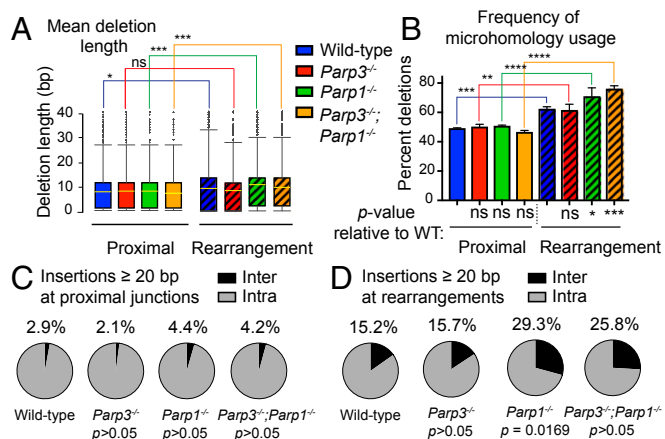 A
Mean deletion
length
***
***
ns
*
Deletion length (bp)
40
30
20
10
0
Proximal
Rearrangement
Wild-type
Parp3-/-
Parp1-/-
Parp3-/-;
Parp1-/-
B
Frequency of
microhomology usage
****
****
**
***
Percent deletions
80
60
40
20
0
p-value
relative to WT:
ns ns ns ns * ***
Proximal
Rearrangement
C
Insertions ≥ 20 bp
at proximal junctions
Inter
Intra
2.9% 2.1% 4.4% 4.2%
Wild-type Parp3-/- Parp1-/- Parp3-/-;Parp1-/-
p>0.05 p>0.05 p>0.05
D
Insertions ≥ 20 bp
at rearrangements
Inter
Intra
15.2% 15.7% 29.3% 25.8%
Wild-type Parp3-/- Parp1-/- Parp3-/-;Parp1-/-
p>0.05 p = 0.0169 p>0.05